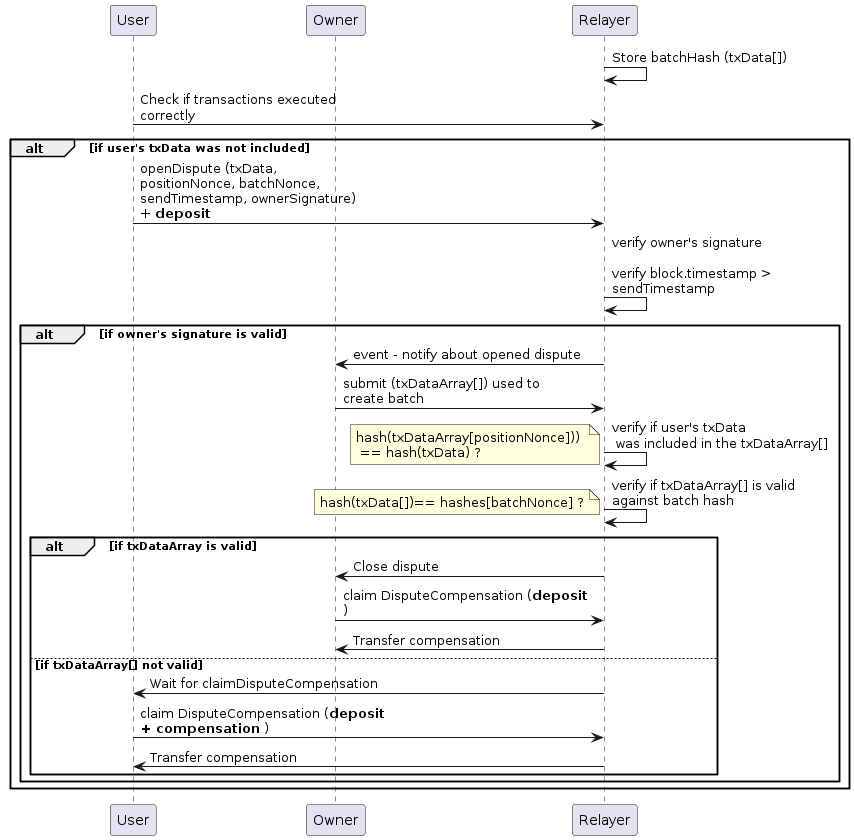 User
Owner
Relayer
Store batchHash (txData[])
Check if transactions executed
correctly
alt
[if user's txData was not included]
openDispute (txData,
positionNonce, batchNonce,
sendTimestamp, ownerSignature)
+ deposit
verify owner's signature
verify block.timestamp >
sendTimestamp
alt
[if owner's signature is valid]
event - notify about opened dispute
submit (txDataArray[]) used to
create batch
hash(txDataArray[positionNonce]))
== hash(txData) ?
verify if user's txData
was included in the txDataArray[]
hash(txData[])== hashes[batchNonce] ?
verify if txDataArray[] is valid
against batch hash
alt
[if txDataArray is valid]
Close dispute
claim DisputeCompensation (deposit
)
Transfer compensation
[if txDataArray[] not valid]
Wait for claimDisputeCompensation
claim DisputeCompensation (deposit
+ compensation )
Transfer compensation
User
Owner
Relayer